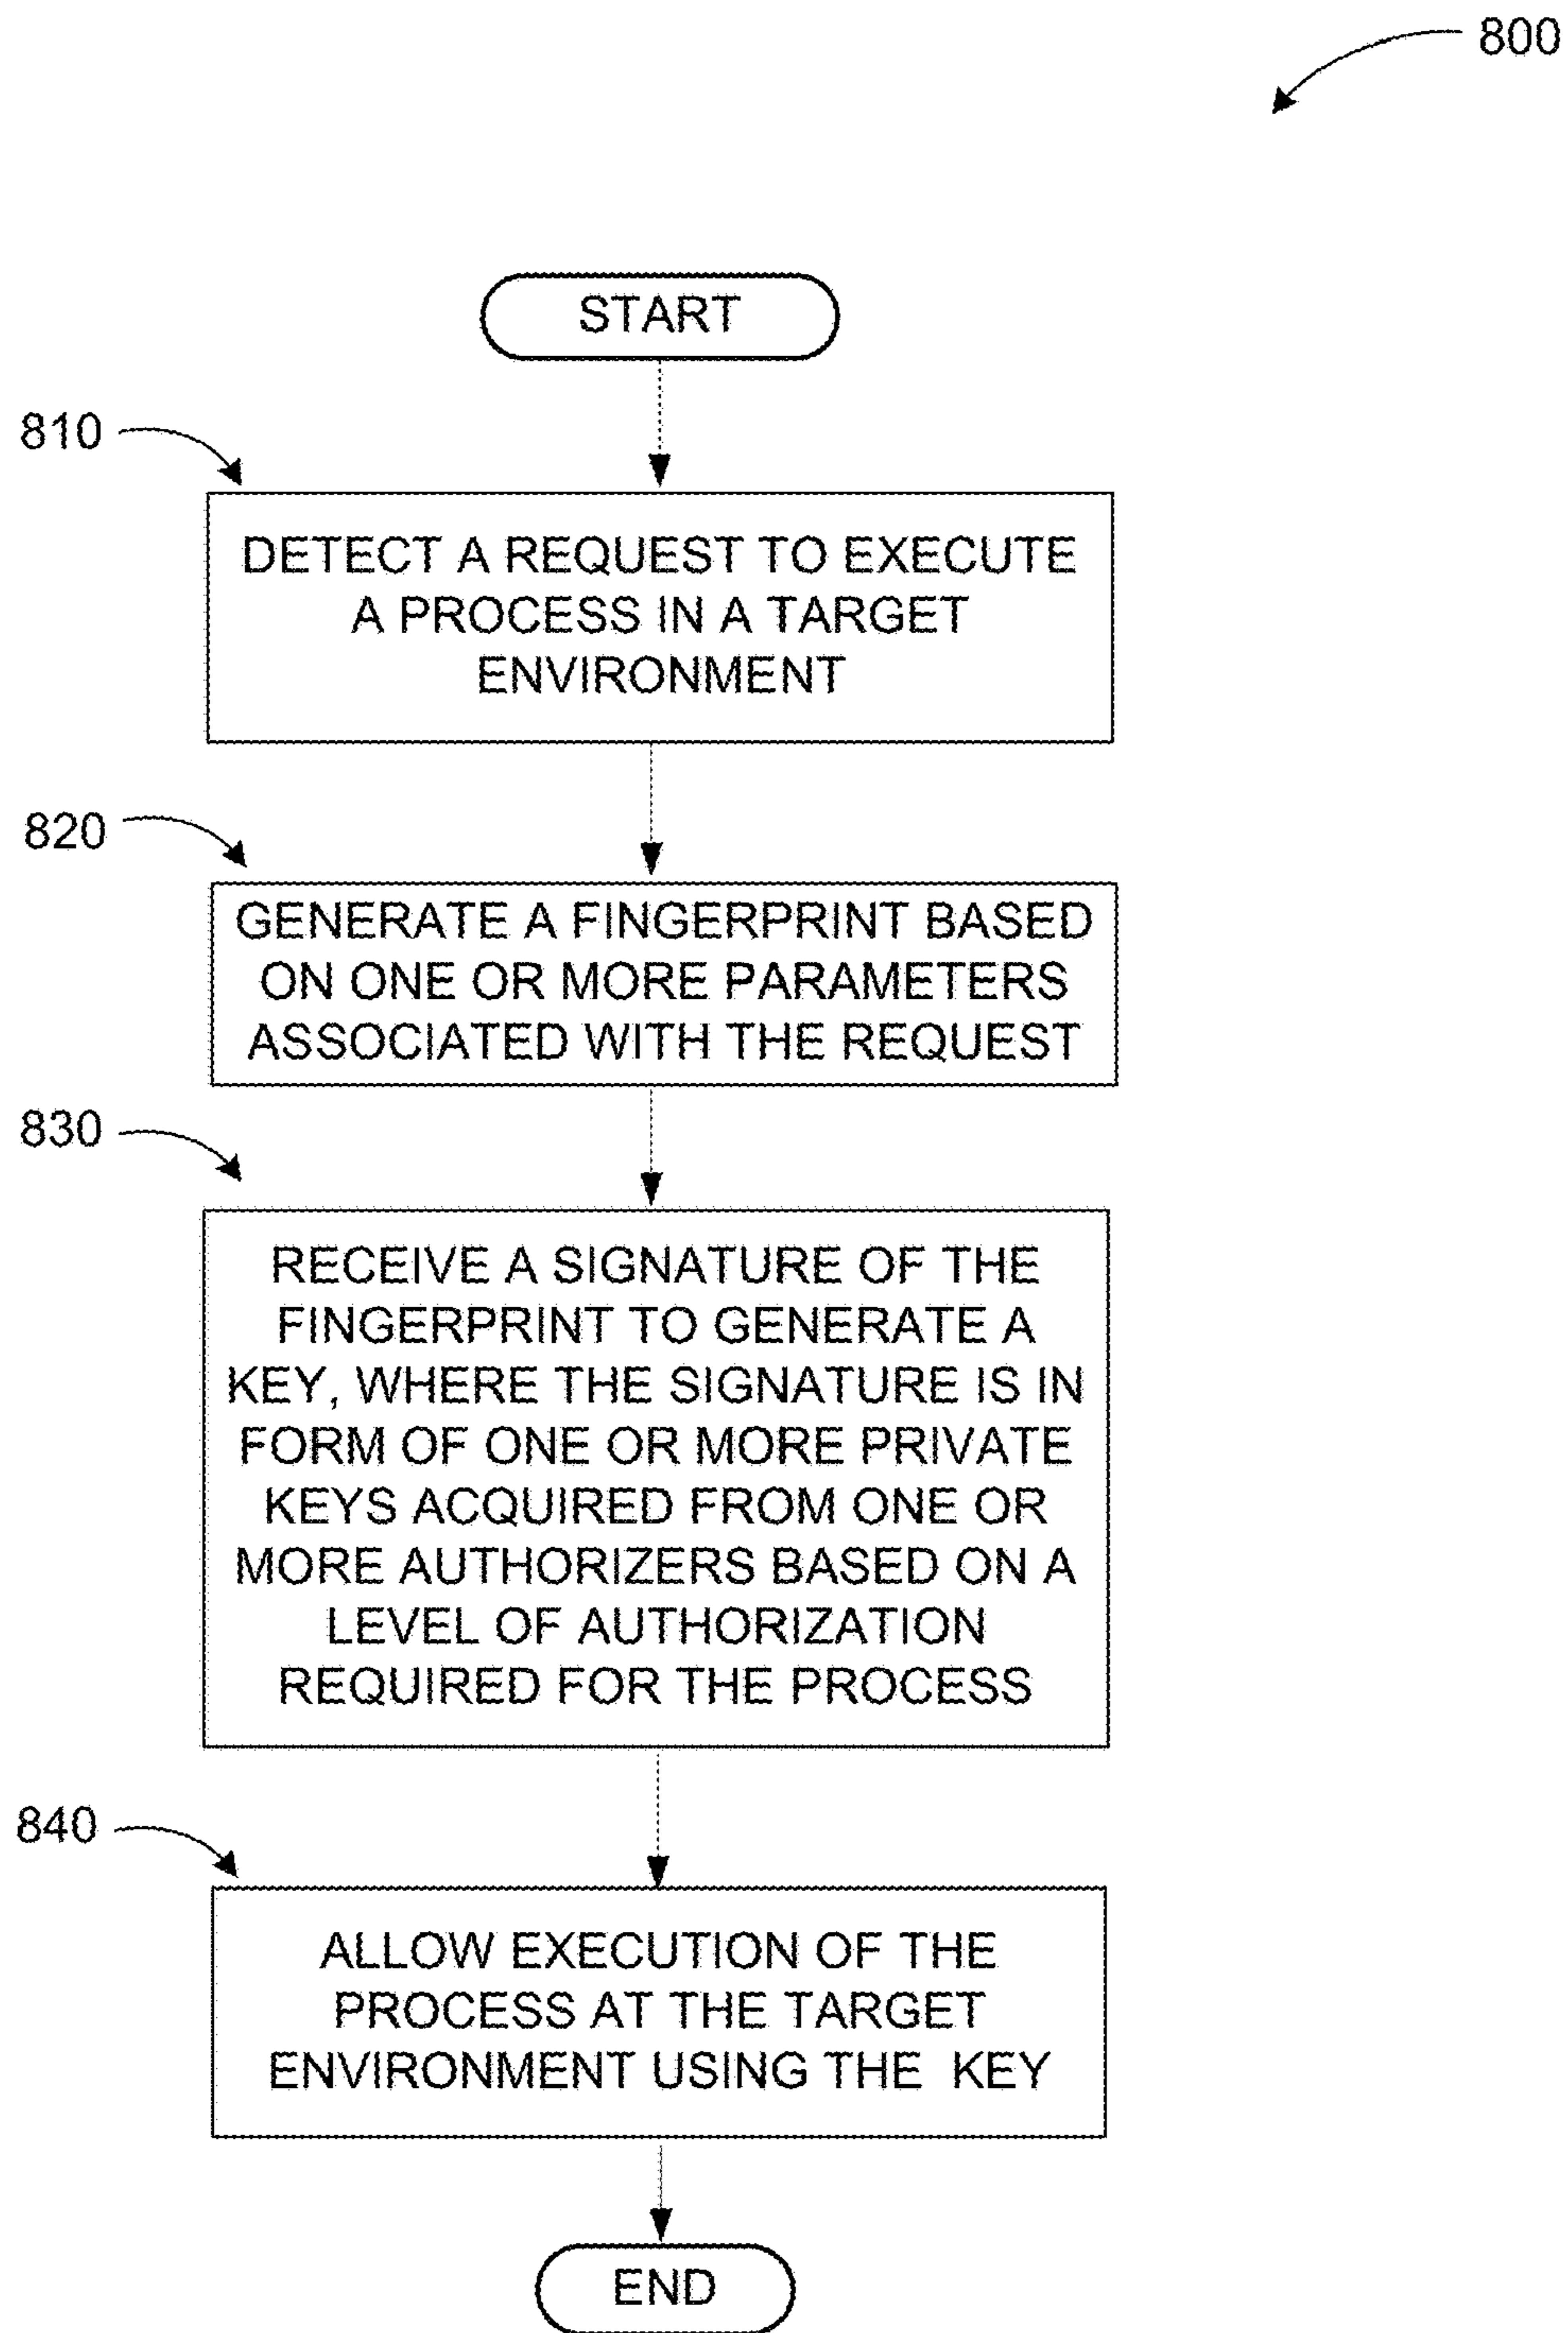 800
START
810
DETECT A REQUEST TO EXECUTE
A PROCESS IN A TARGET
ENVIRONMENT
820
GENERATE A FINGERPRINT BASED
ON ONE OR MORE PARAMETERS
ASSOCIATED WITH THE REQUEST
830
RECEIVE A SIGNATURE OF THE
FINGERPRINT TO GENERATE A
KEY, WHERE THE SIGNATURE IS IN
FORM OF ONE OR MORE PRIVATE
KEYS ACQUIRED FROM ONE OR
MORE AUTHORIZERS BASED ON A
LEVEL OF AUTHORIZATION
REQUIRED FOR THE PROCESS
840
ALLOW EXECUTION OF THE
PROCESS AT THE TARGET
ENVIRONMENT USING THE KEY
END